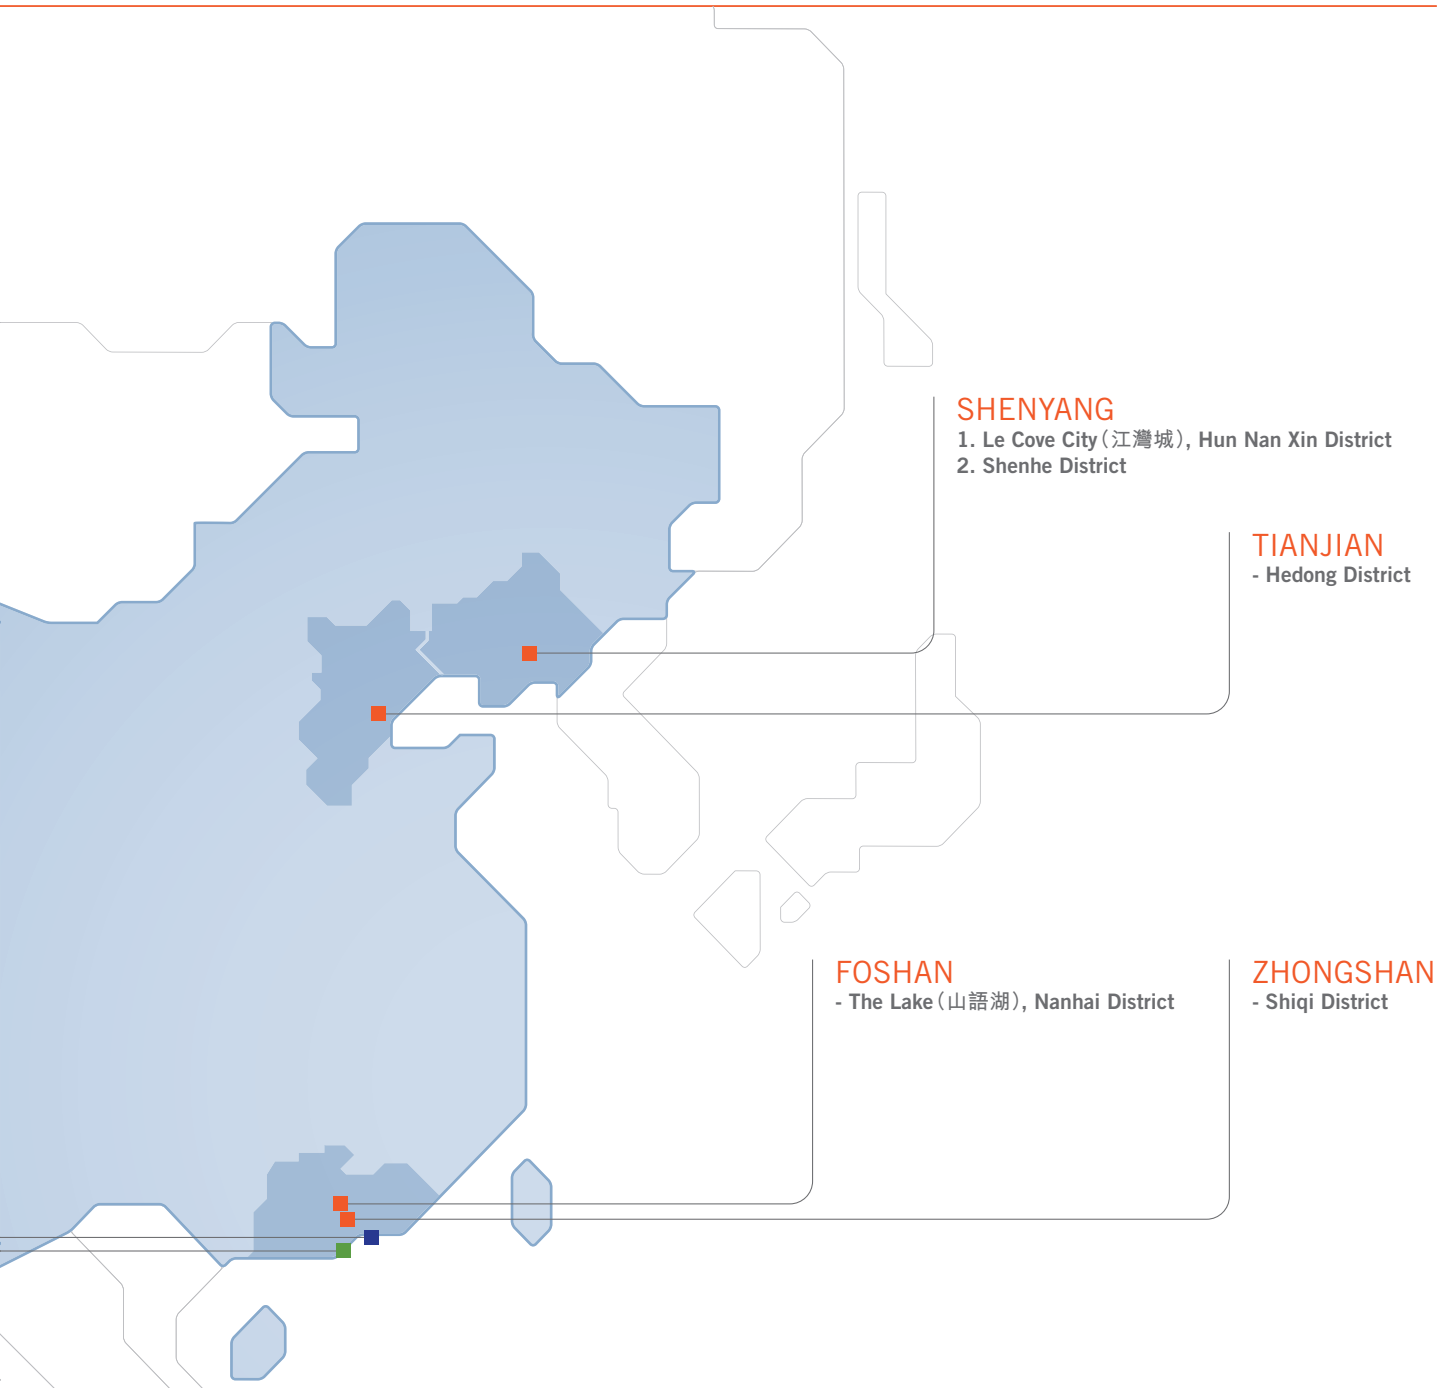 SHENYANG
1. Le Cove City（江灣城）, Hun Nan Xin District
2. Shenhe District
TIANJIAN
- Hedong District
FOSHAN
- The Lake（山語湖）, Nanhai District
ZHONGSHAN
- Shiqi District